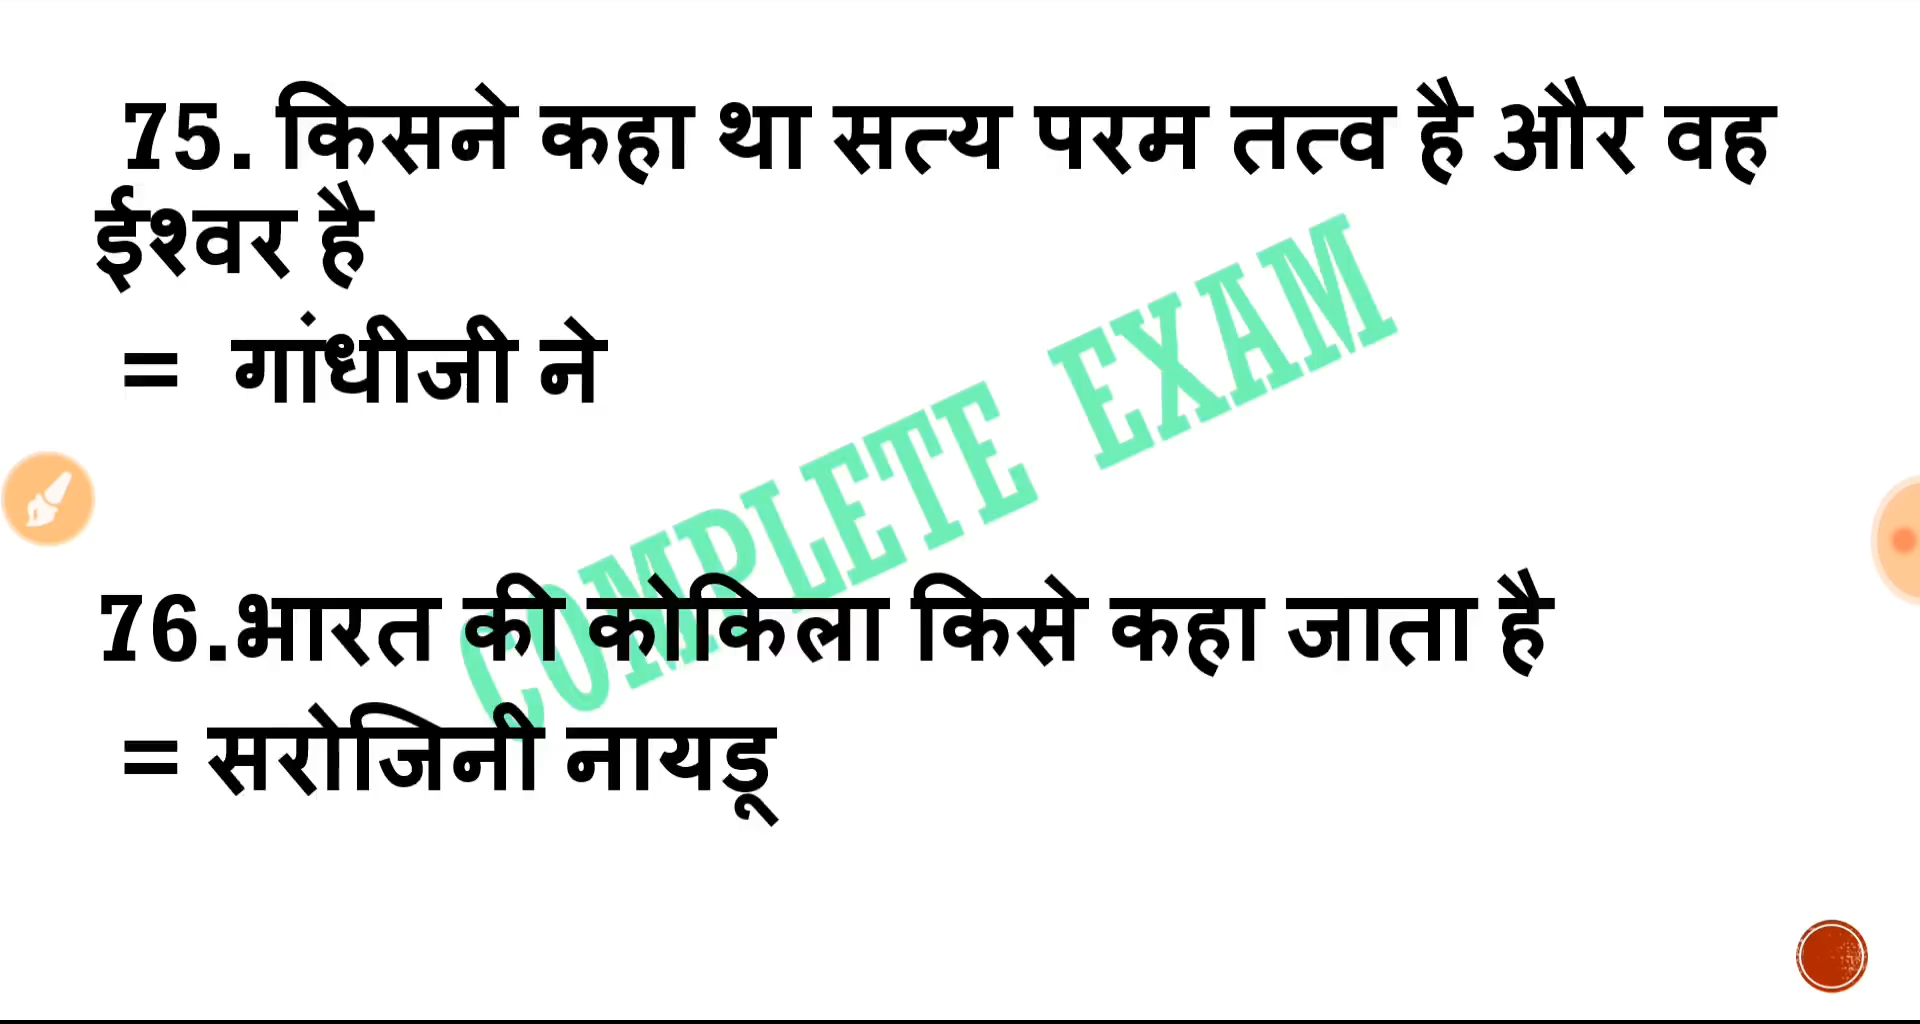 75. किसने कहा था सत्य परम तत्व है और वह
ईश्वर है
= गांधीजी ने
COMPLETE EXAM
76.भारत की कोकिला किसे कहा जाता है
= सरोजिनी नायडू